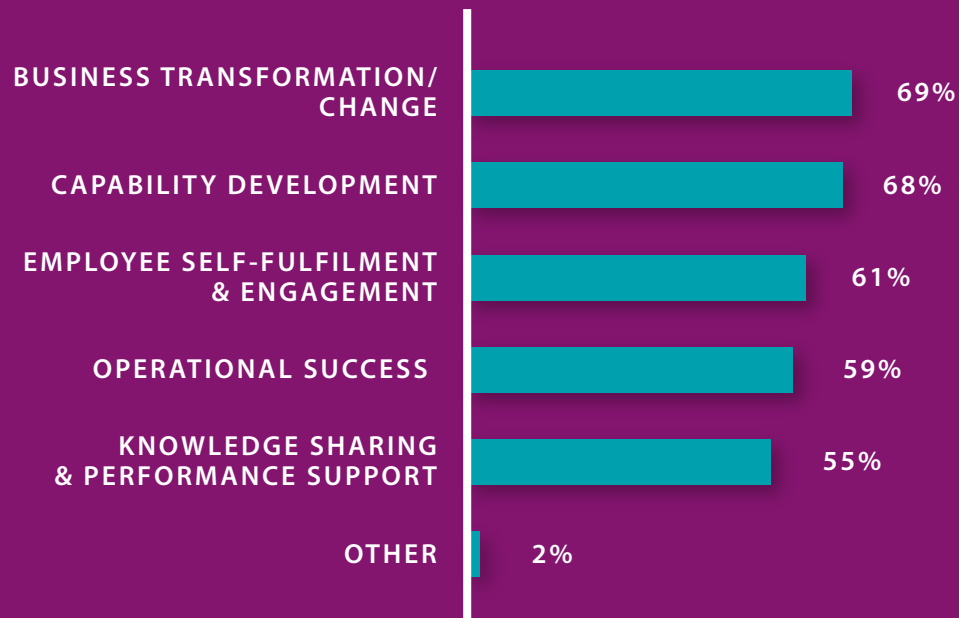 BUSINESS TRANSFORMATION/
CHANGE
69%
CAPABILITY DEVELOPMENT
68%
EMPLOYEE SELF-FULFILMENT
& ENGAGEMENT
61%
OPERATIONAL SUCCESS
59%
KNOWLEDGE SHARING
& PERFORMANCE SUPPORT
55%
OTHER
2%